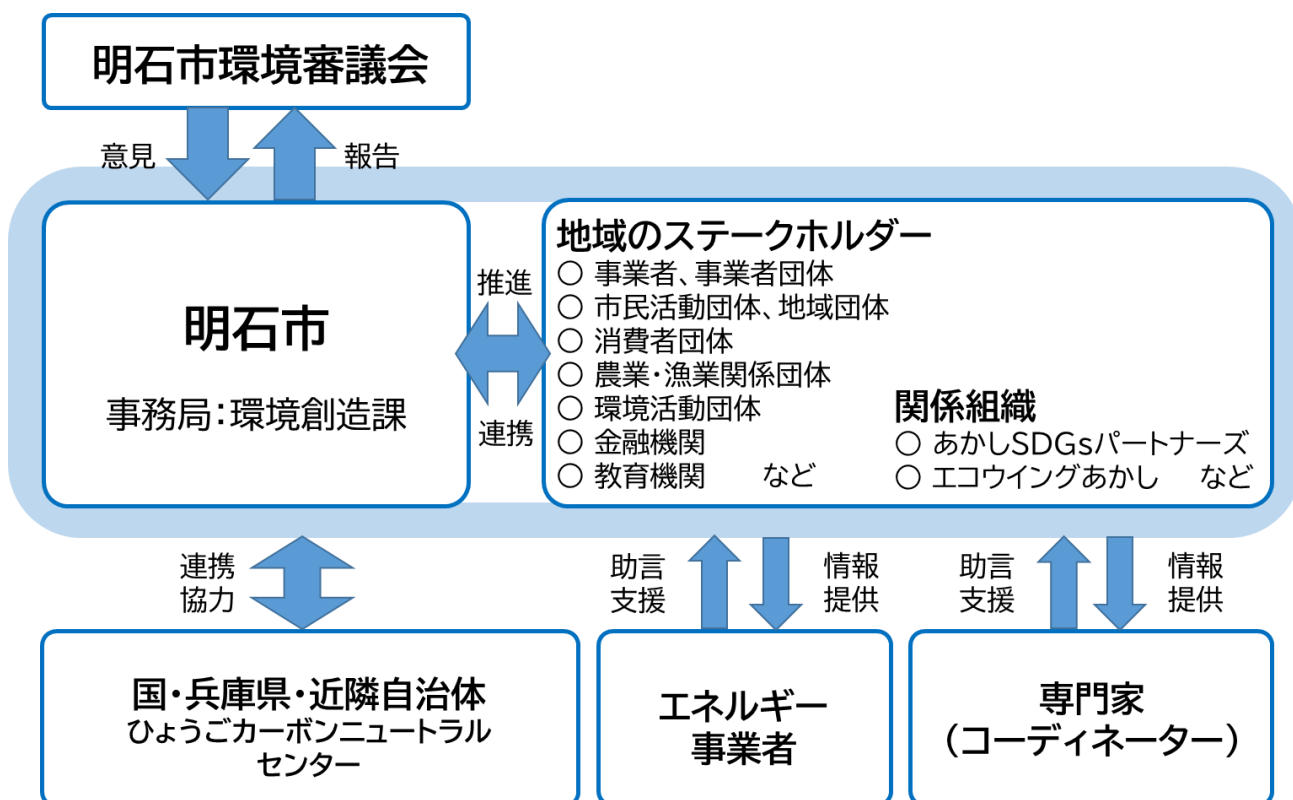 明石市環境審議会
意見
報告
明石市
事務局：環境創造課
推進
連携
地域のステークホルダー
○ 事業者、事業者団体
○ 市民活動団体、地域団体
○ 消費者団体
○ 農業・漁業関係団体
○ 環境活動団体
○ 金融機関
○ 教育機関　など
関係組織
○ あかしSDGsパートナーズ
○ エコウイングあかし　など
連携
協力
助言
支援
情報
提供
助言
支援
情報
提供
国・兵庫県・近隣自治体
ひょうごカーボンニュートラル
センター
エネルギー
事業者
専門家
（コーディネーター）